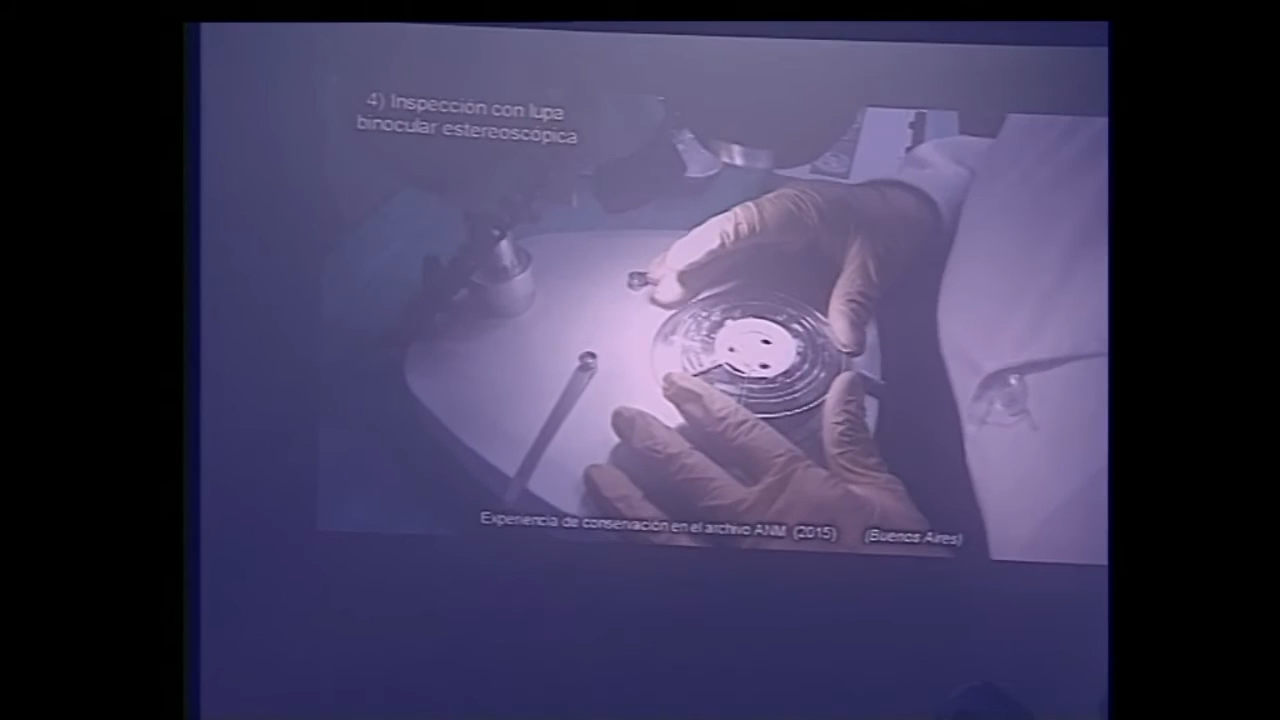 4) Inspección con lupa
binocular estereoscópica
Experiencia de conservación en el archivo ANM (2015) (Buenos Aires)